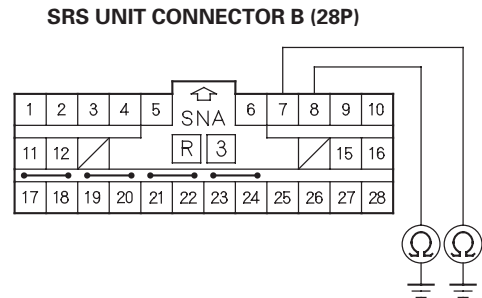 SRS UNIT CONNECTOR B (28P)
1 2 3 4 5 6 7 8 9 10
SNA
11 12 R 3 15 16
17 18 19 20 21 22 23 24 25 26 27 28
Ω Ω